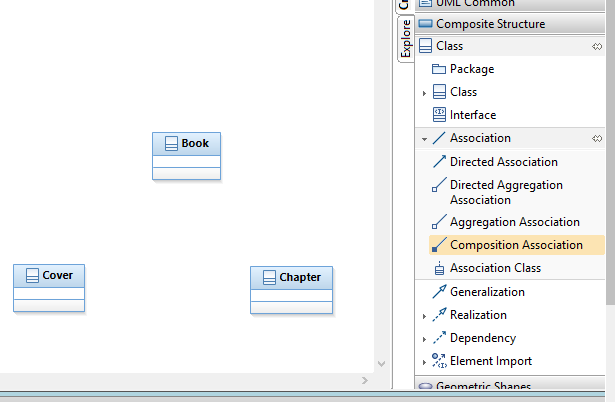 UML Common
Composite Structure
Explore
Class
Package
Class
Interface
Association
Directed Association
Directed Aggregation
Association
Aggregation Association
Composition Association
Association Class
Generalization
Realization
Dependency
Element Import
Geometric Shapes
Book
Cover
Chapter